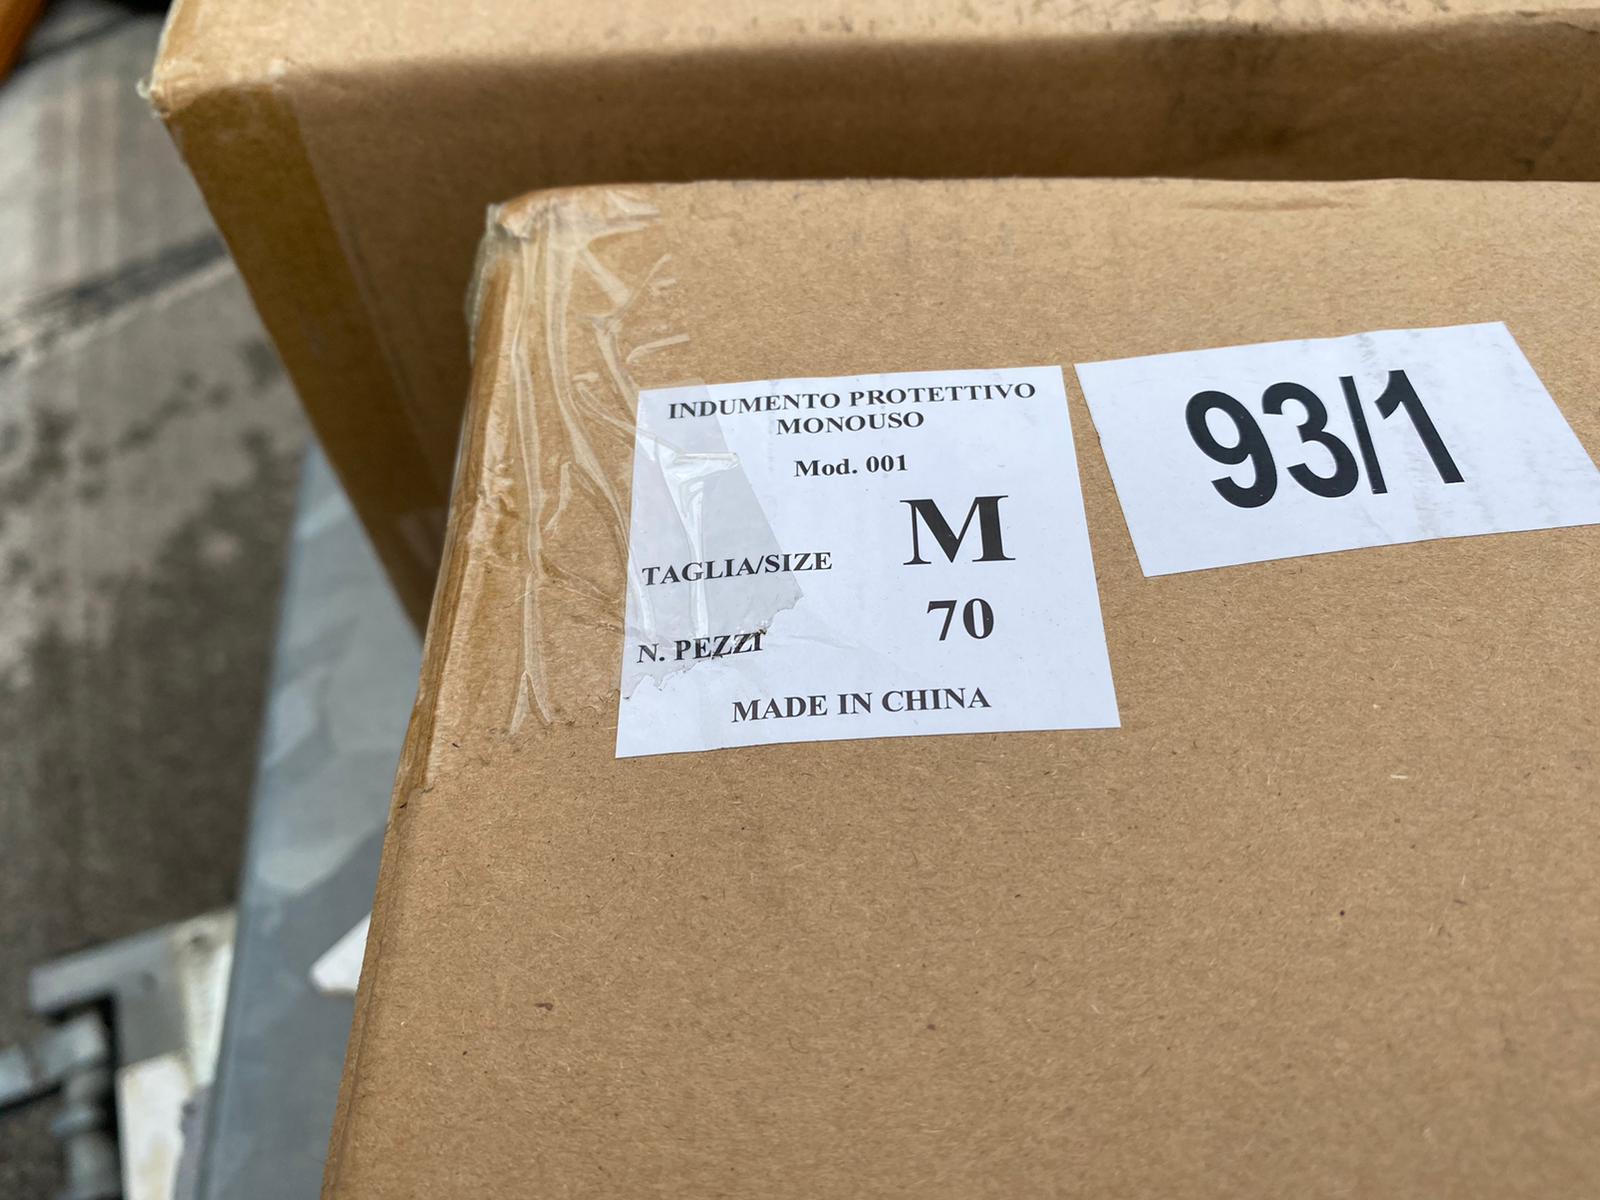 INDUMENTO PROTETTIVO
MONOUSO
Mod. 001
TAGLIA/SIZE M
N. PEZZI 70
MADE IN CHINA
93/1